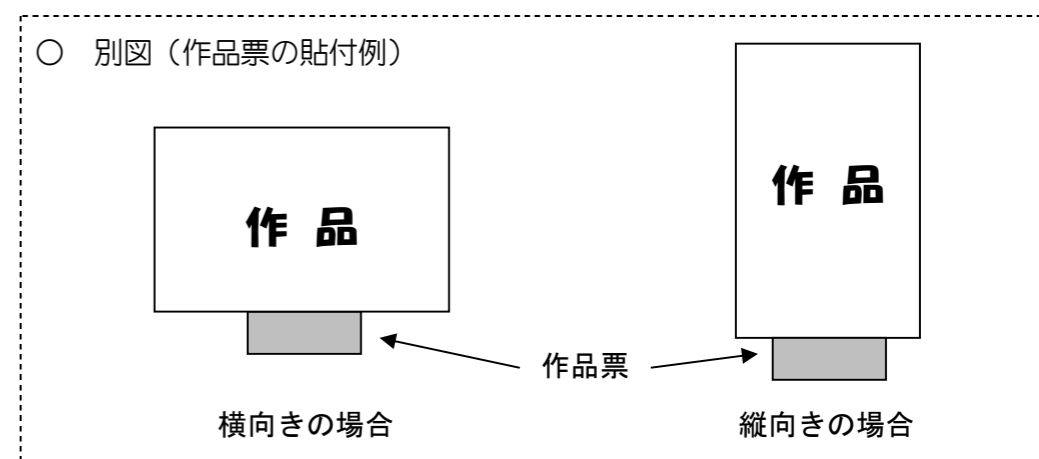 ○ 別図（作品票の貼付例）
作品
作品
作品票
横向きの場合
縦向きの場合